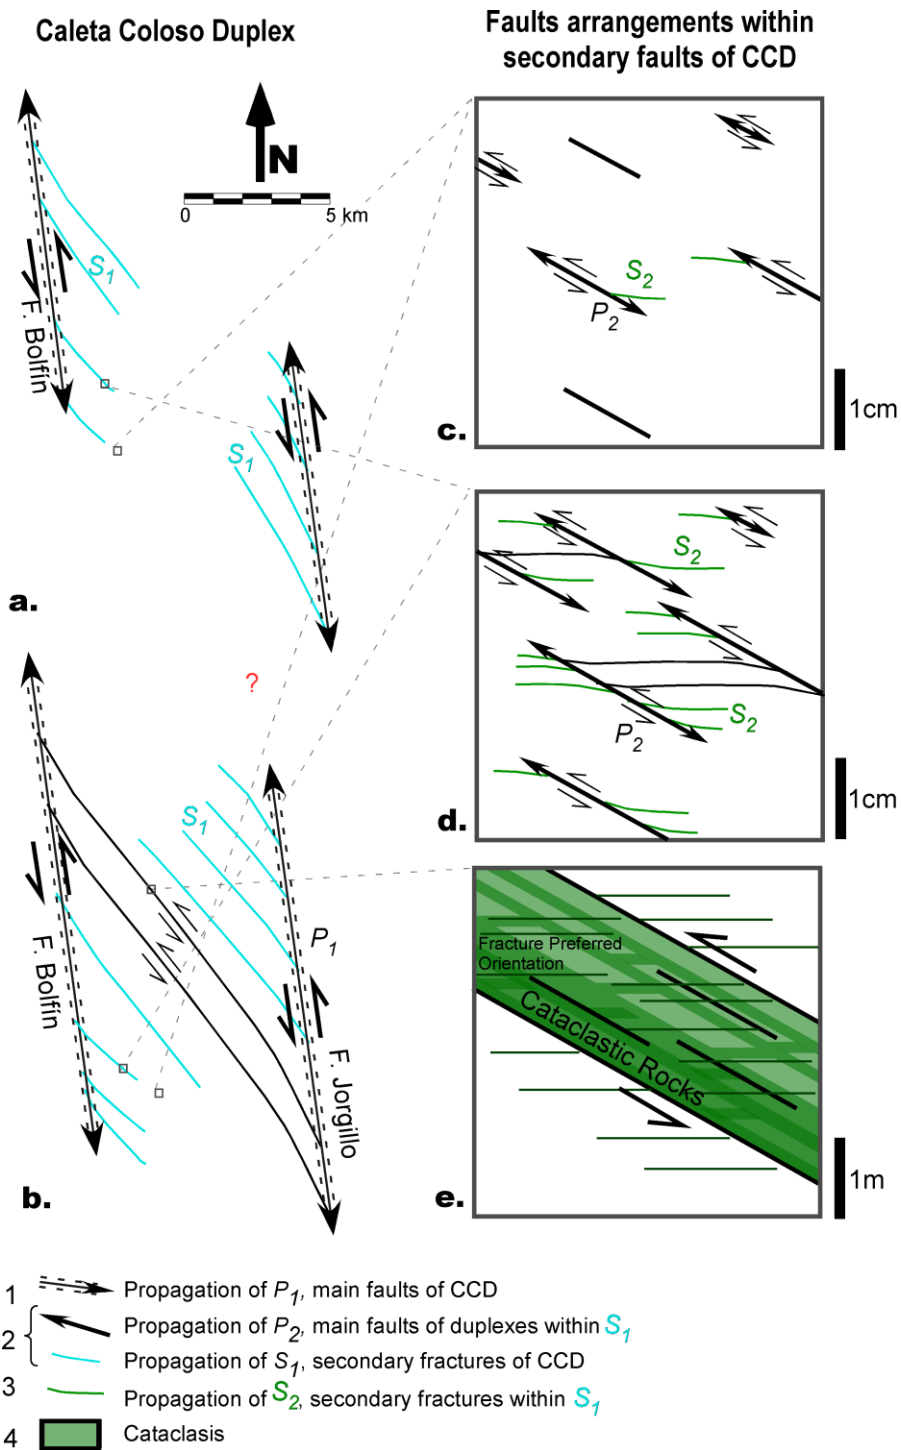 Caleta Coloso Duplex
Faults arrangements within
secondary faults of CCD
N
0 5 km
S1
F. Bolfín
S1
a.
S2
P2
c.
1cm
S2
P2
S2
d.
1cm
?
S1
P1
F. Bolfín
F. Jorgillo
b.
Fracture Preferred
Orientation
Cataclastic Rocks
e.
1m
1 Propagation of P1, main faults of CCD
2 Propagation of P2, main faults of duplexes within S1
Propagation of S1, secondary fractures of CCD
3 Propagation of S2, secondary fractures within S1
4 Cataclasis